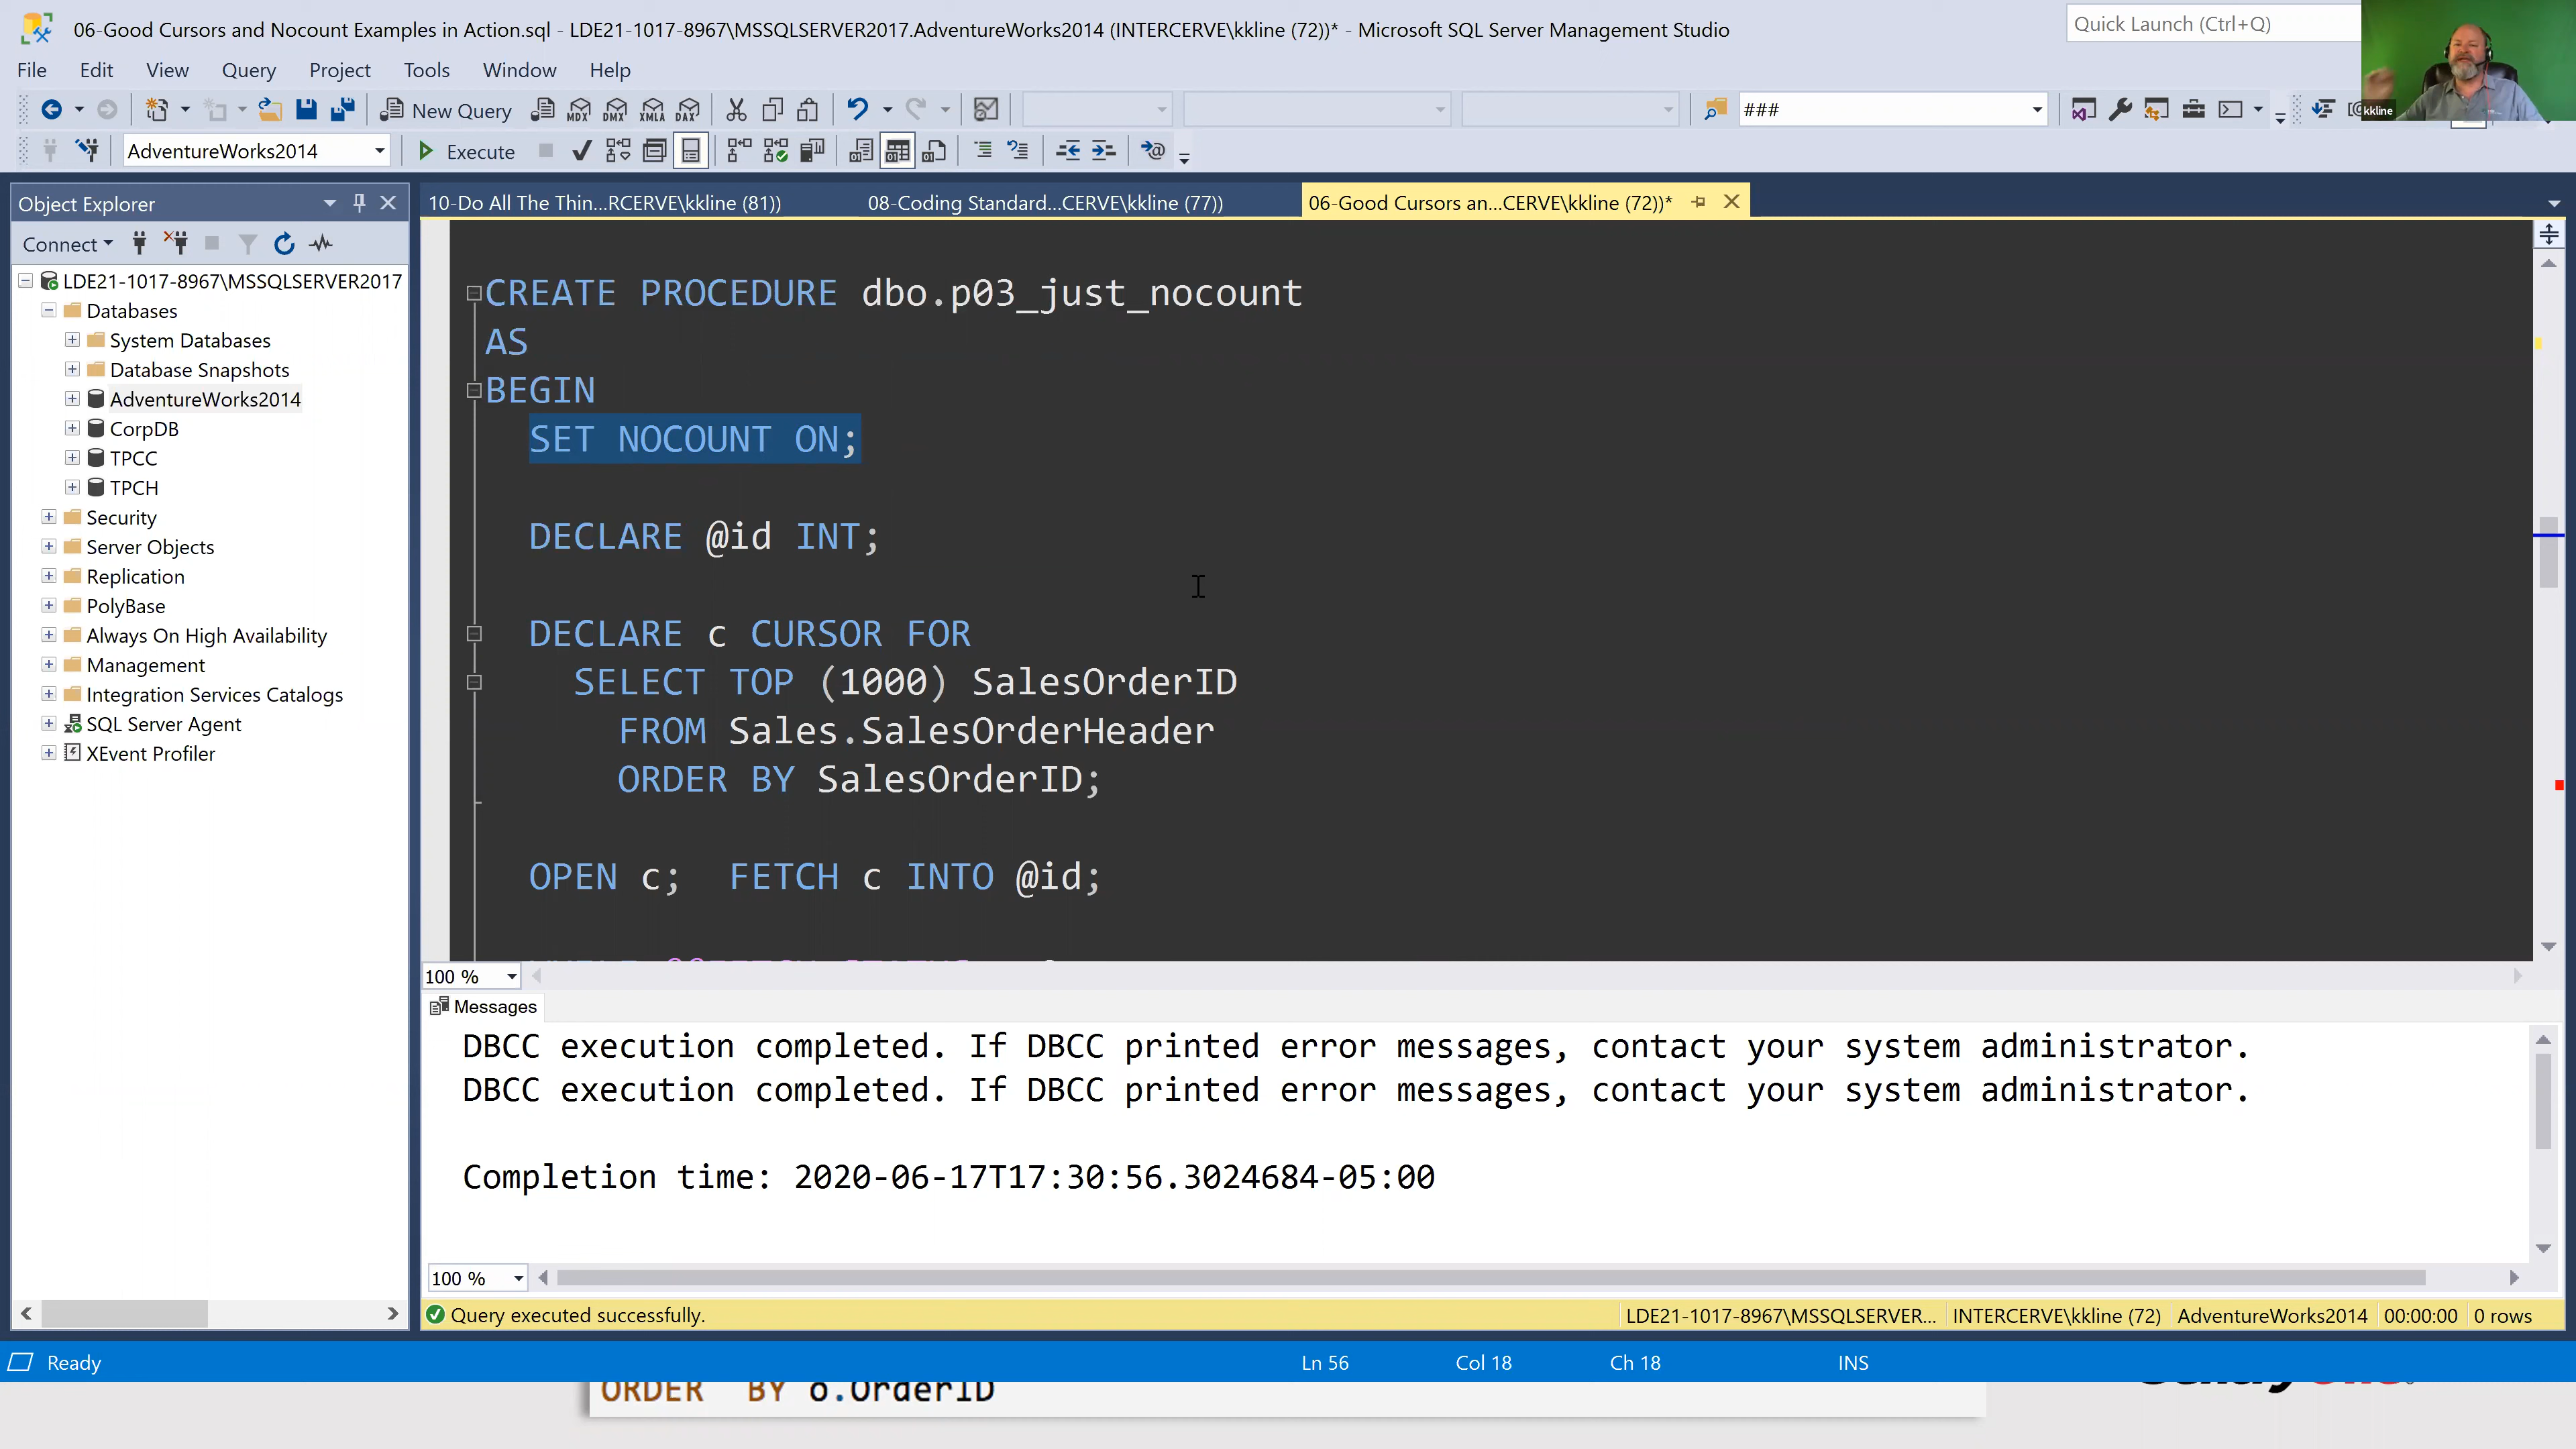 06-Good Cursors and Nocount Examples in Action.sql - LDE21-1017-8967\MSSQLSERVER2017.AdventureWorks2014 (INTERCERVE\kkline (72))* - Microsoft SQL Server Management Studio
Quick Launch (Ctrl+Q)
File Edit View Query Project Tools Window Help
New Query
MDX DMX XMLA DAX
###
kkline
AdventureWorks2014
Execute
Object Explorer
10-Do All The Thin...RCERVE\kkline (81))
08-Coding Standard...CERVE\kkline (77))
06-Good Cursors an...CERVE\kkline (72))*
Connect
LDE21-1017-8967\MSSQLSERVER2017
Databases
System Databases
Database Snapshots
AdventureWorks2014
CorpDB
TPCC
TPCH
Security
Server Objects
Replication
PolyBase
Always On High Availability
Management
Integration Services Catalogs
SQL Server Agent
XEvent Profiler
CREATE PROCEDURE dbo.p03_just_nocount
AS
BEGIN
SET NOCOUNT ON;
DECLARE @id INT;
DECLARE c CURSOR FOR
SELECT TOP (1000) SalesOrderID
FROM Sales.SalesOrderHeader
ORDER BY SalesOrderID;
OPEN c; FETCH c INTO @id;
100 %
Messages
DBCC execution completed. If DBCC printed error messages, contact your system administrator.
DBCC execution completed. If DBCC printed error messages, contact your system administrator.
Completion time: 2020-06-17T17:30:56.3024684-05:00
100 %
Query executed successfully.
LDE21-1017-8967\MSSQLSERVER... INTERCERVE\kkline (72) AdventureWorks2014 00:00:00 0 rows
Ready
Ln 56 Col 18 Ch 18 INS
ORDER BY o.OrderID